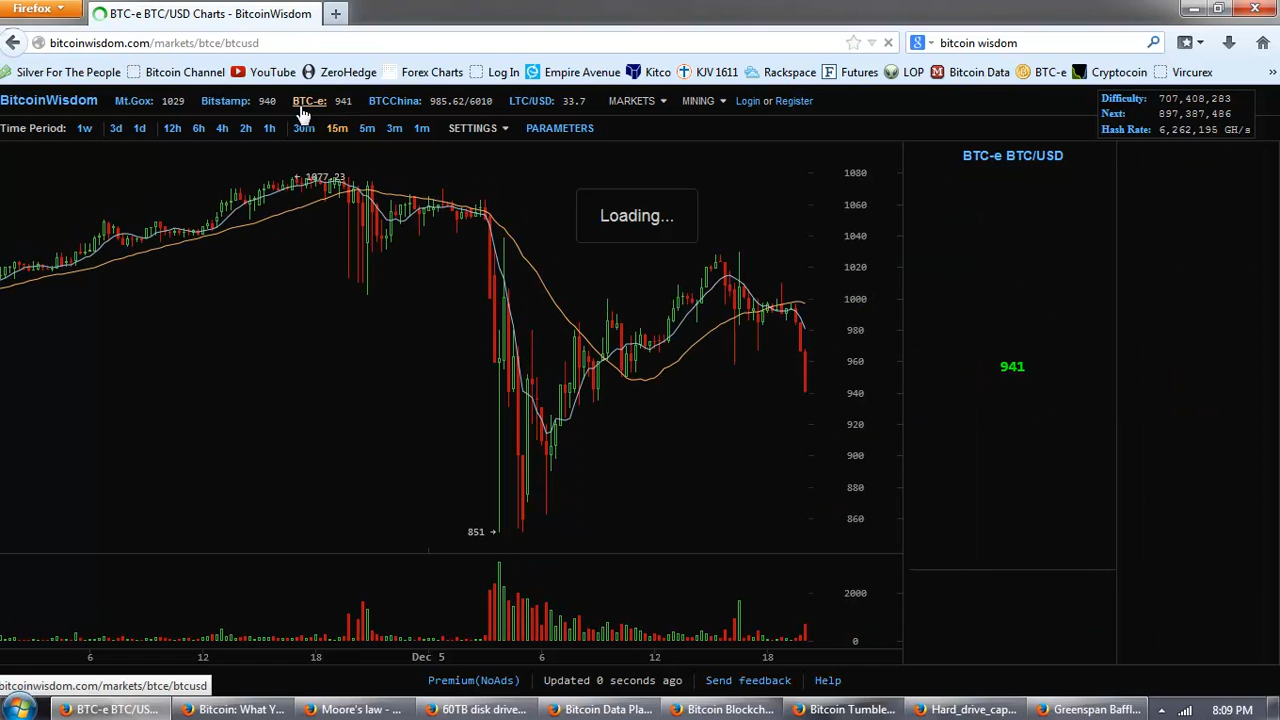 Firefox
BTC-e BTC/USD Charts - BitcoinWisdom
bitcoinwisdom.com/markets/btce/btcusd
bitcoin wisdom
Silver For The People Bitcoin Channel YouTube ZeroHedge Forex Charts Log In Empire Avenue Kitco KJV 1611 Rackspace Futures LOP Bitcoin Data BTC-e Cryptocoin Vircurex
BitcoinWisdom Mt.Gox: 1029 Bitstamp: 940 BTC-e: 941 BTCChina: 985.62/6010 LTC/USD: 33.7 MARKETS MINING Login or Register
Difficulty: 707,408,283
Next: 897,387,486
Hash Rate: 6,262,195 GH/s
Time Period: 1w 3d 1d 12h 6h 4h 2h 1h 30m 15m 5m 3m 1m SETTINGS PARAMETERS
BTC-e BTC/USD
1077.23
Loading...
1080
1060
1040
1020
1000
980
960
940
920
900
880
860
941
851
2000
0
6 12 18 Dec 5 6 12 18
Premium(NoAds) Updated 0 seconds ago Send feedback Help
bitcoinwisdom.com/markets/btce/btcusd
BTC-e BTC/US... Bitcoin: What Y... Moore's law - ... 60TB disk drive... Bitcoin Data Pla... Bitcoin Blockch... Bitcoin Tumble... Hard_drive_cap... Greenspan Baffl... 8:09 PM